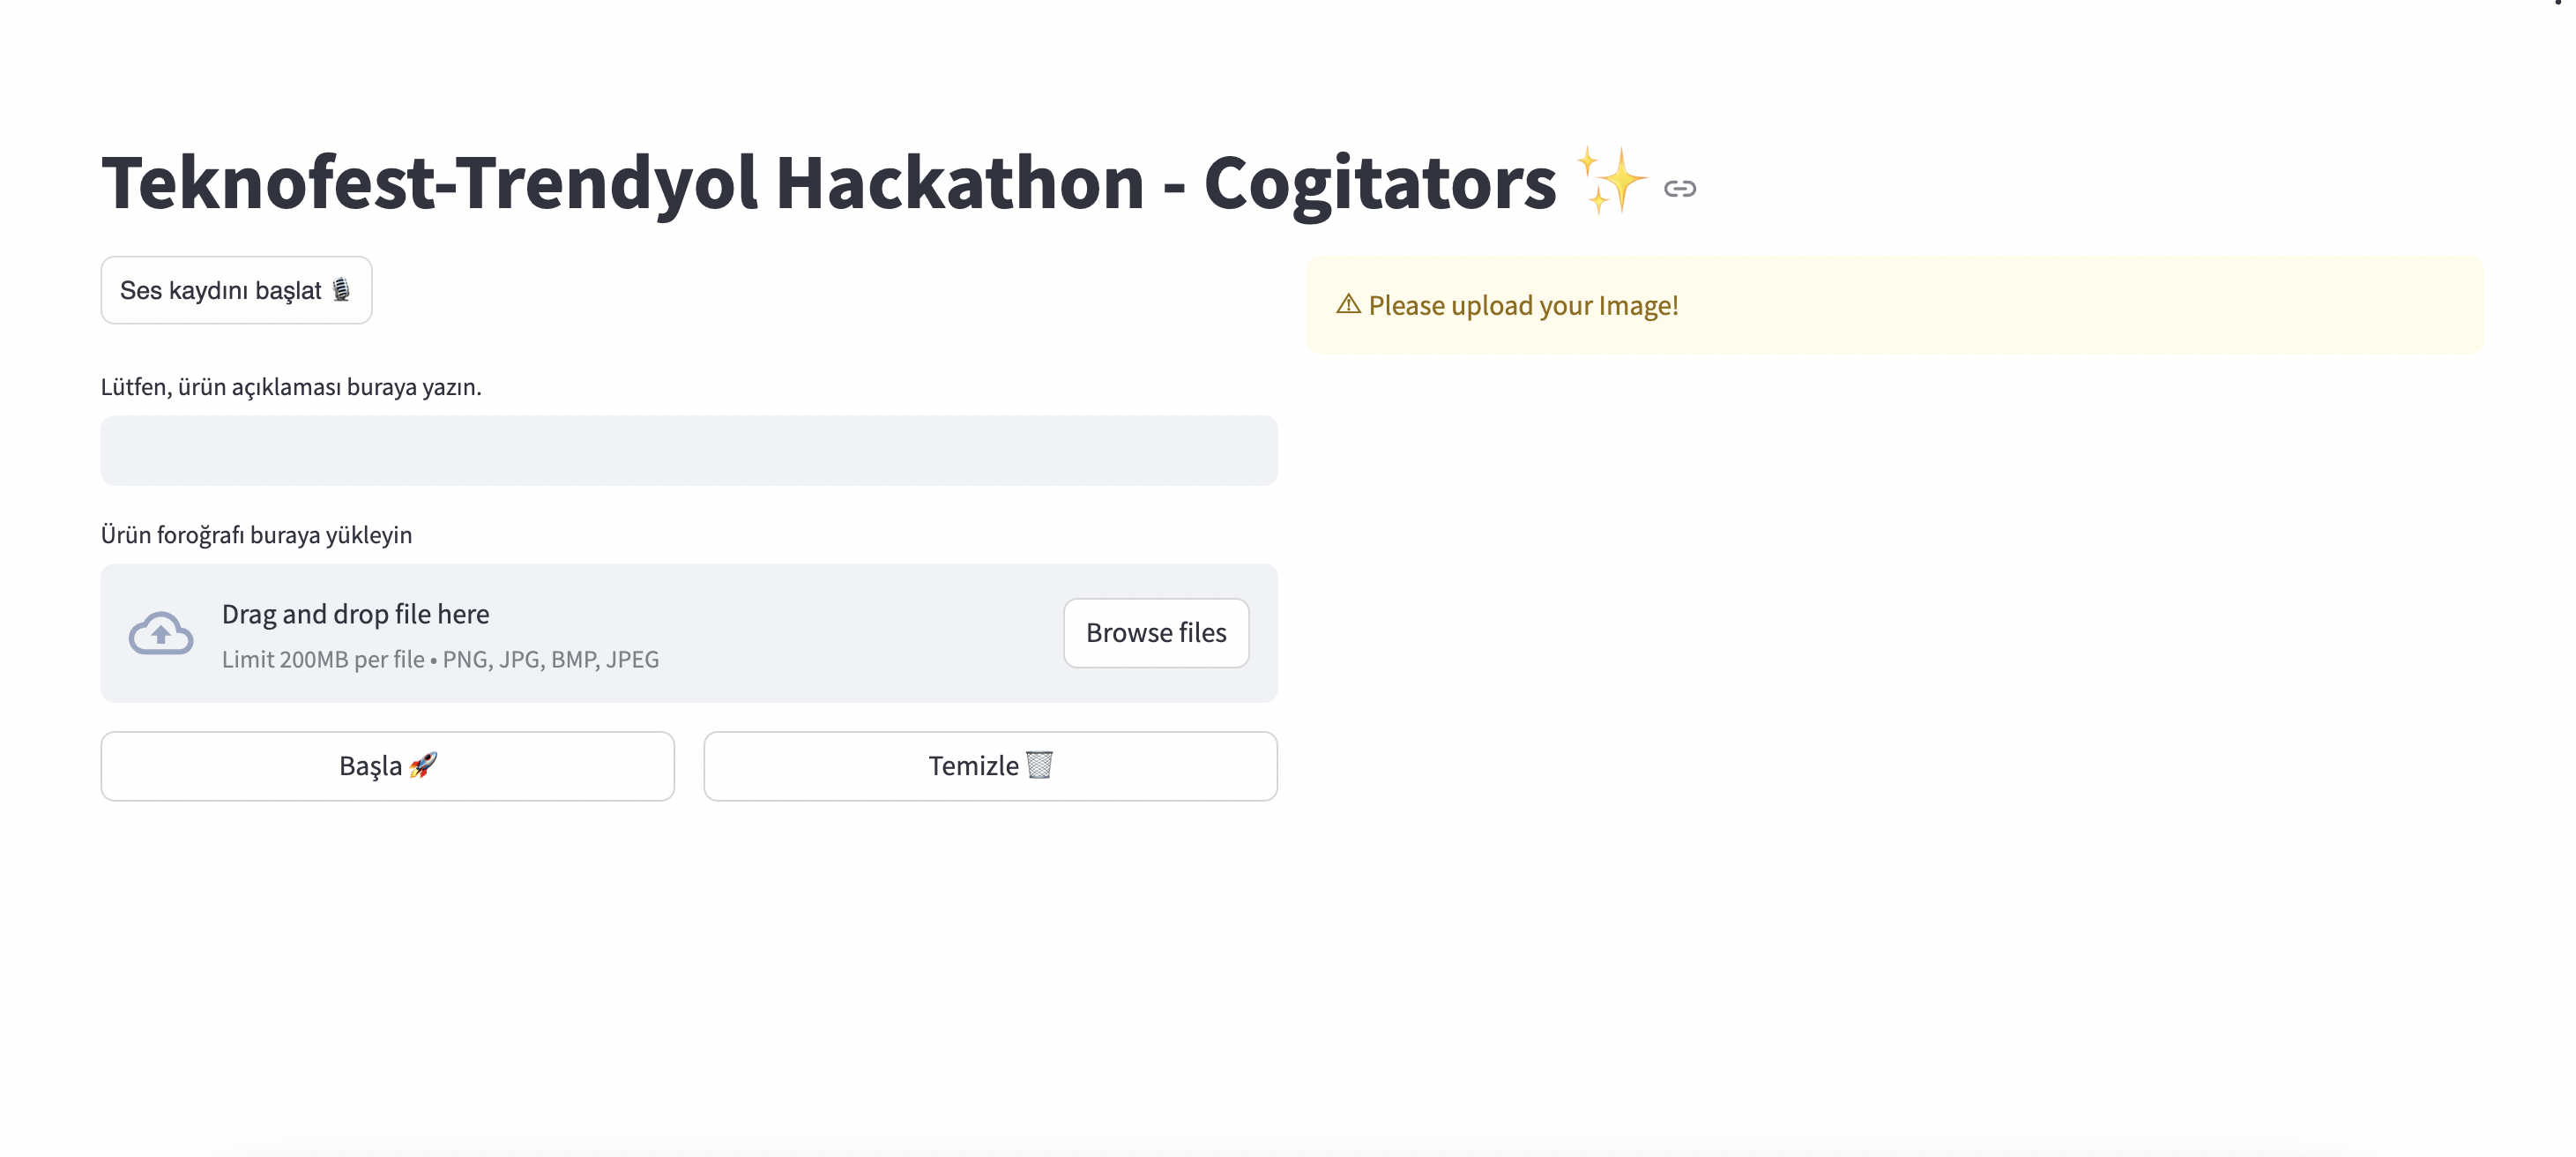 Teknofest-Trendyol Hackathon - Cogitators ✨
Ses kaydını başlat 🎙️
⚠ Please upload your Image!
Lütfen, ürün açıklaması buraya yazın.
Ürün foroğrafı buraya yükleyin
Drag and drop file here
Limit 200MB per file • PNG, JPG, BMP, JPEG
Browse files
Başla 🚀
Temizle 🗑️